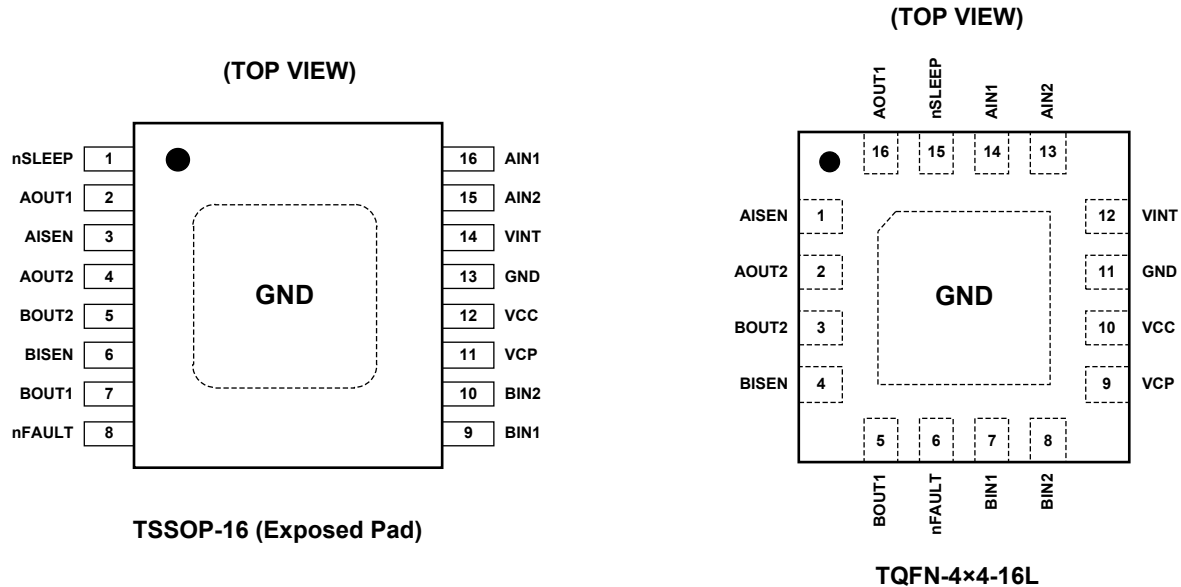 (TOP VIEW)
nSLEEP 1
AOUT1 2
AISEN 3
AOUT2 4
BOUT2 5
BISEN 6
BOUT1 7
nFAULT 8
GND
16 AIN1
15 AIN2
14 VINT
13 GND
12 VCC
11 VCP
10 BIN2
9 BIN1
TSSOP-16 (Exposed Pad)
(TOP VIEW)
AOUT1
nSLEEP
AIN1
AIN2
16 15 14 13
AISEN 1
AOUT2 2
BOUT2 3
BISEN 4
GND
12 VINT
11 GND
10 VCC
9 VCP
5 6 7 8
BOUT1
nFAULT
BIN1
BIN2
TQFN-4×4-16L